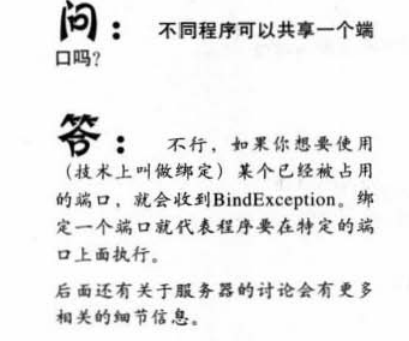 问： 不同程序可以共享一个端
口吗？
答： 不行，如果你想要使用
（技术上叫做绑定）某个已经被占用
的端口，就会收到BindException。绑
定一个端口就代表程序要在特定的端
口上面执行。
后面还有关于服务器的讨论会有更多
相关的细节信息。